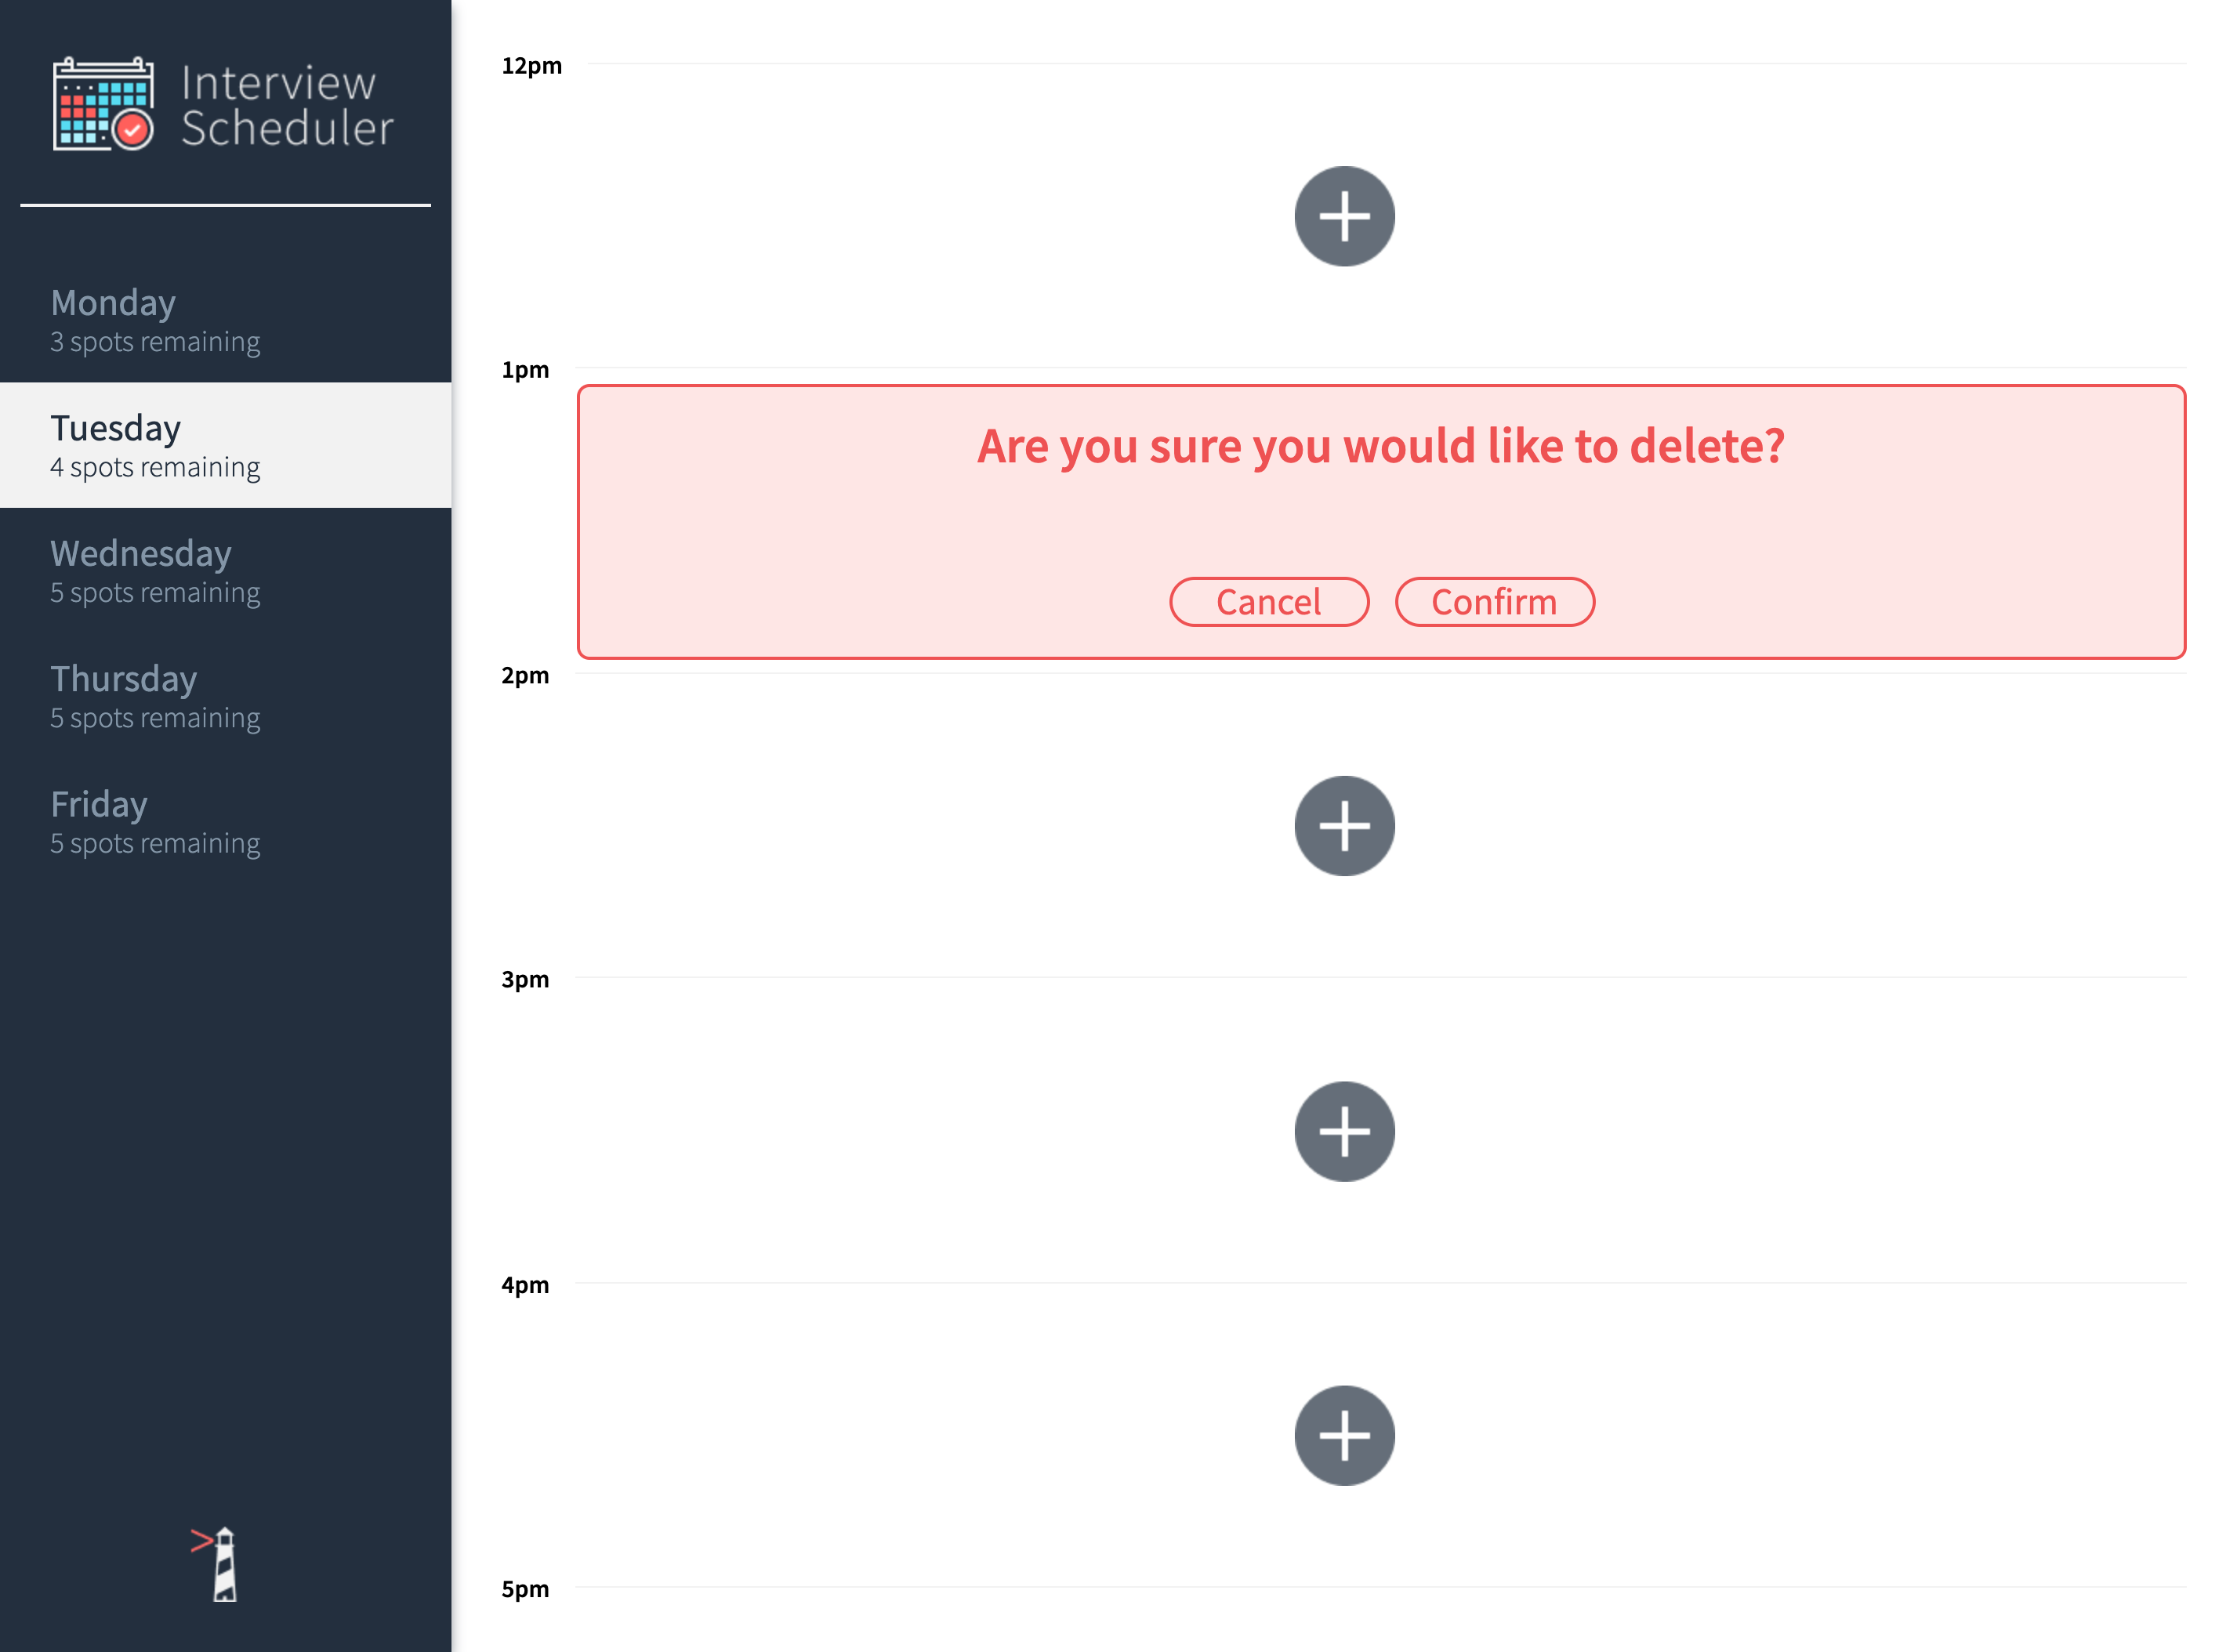 Interview
Scheduler
Monday
3 spots remaining
Tuesday
4 spots remaining
Wednesday
5 spots remaining
Thursday
5 spots remaining
Friday
5 spots remaining
12pm
1pm
Are you sure you would like to delete?
Cancel Confirm
2pm
3pm
4pm
5pm